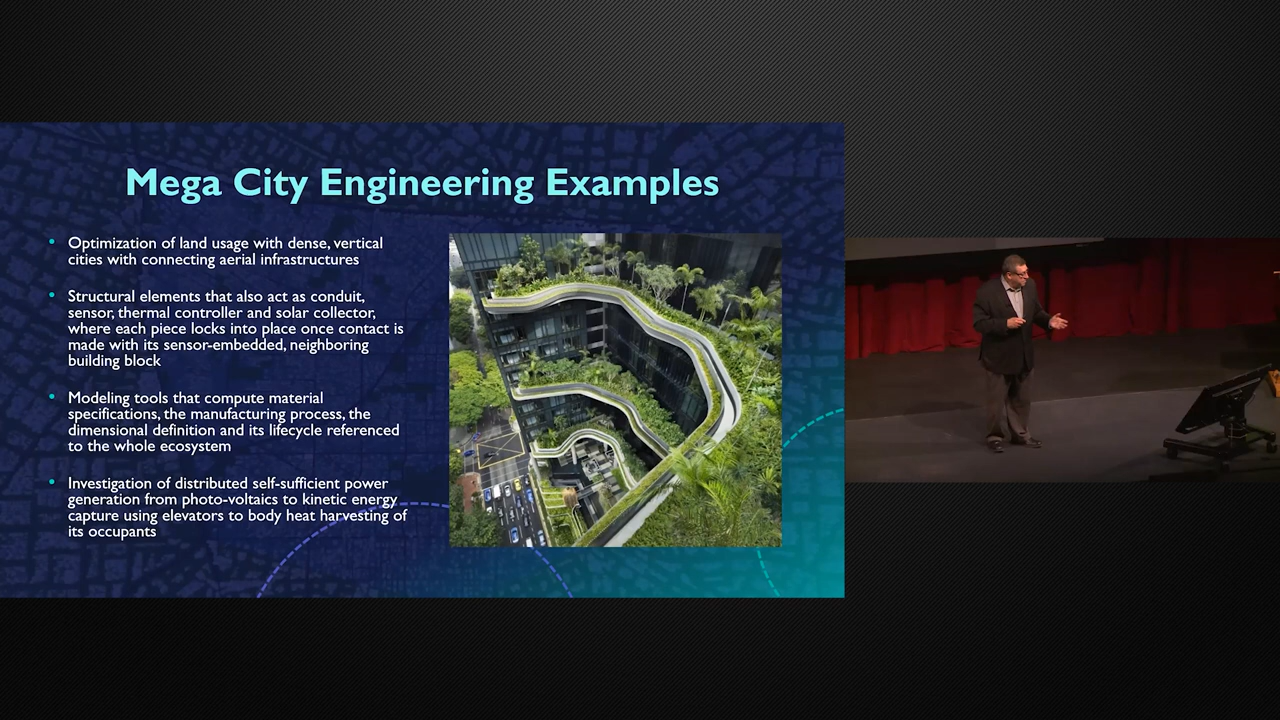 Mega City Engineering Examples
• Optimization of land usage with dense, vertical
cities with connecting aerial infrastructures
• Structural elements that also act as conduit,
sensor, thermal controller and solar collector,
where each piece locks into place once contact is
made with its sensor-embedded, neighboring
building block
• Modeling tools that compute material
specifications, the manufacturing process, the
dimensional definition and its lifecycle referenced
to the whole ecosystem
• Investigation of distributed self-sufficient power
generation from photo-voltaics to kinetic energy
capture using elevators to body heat harvesting of
its occupants